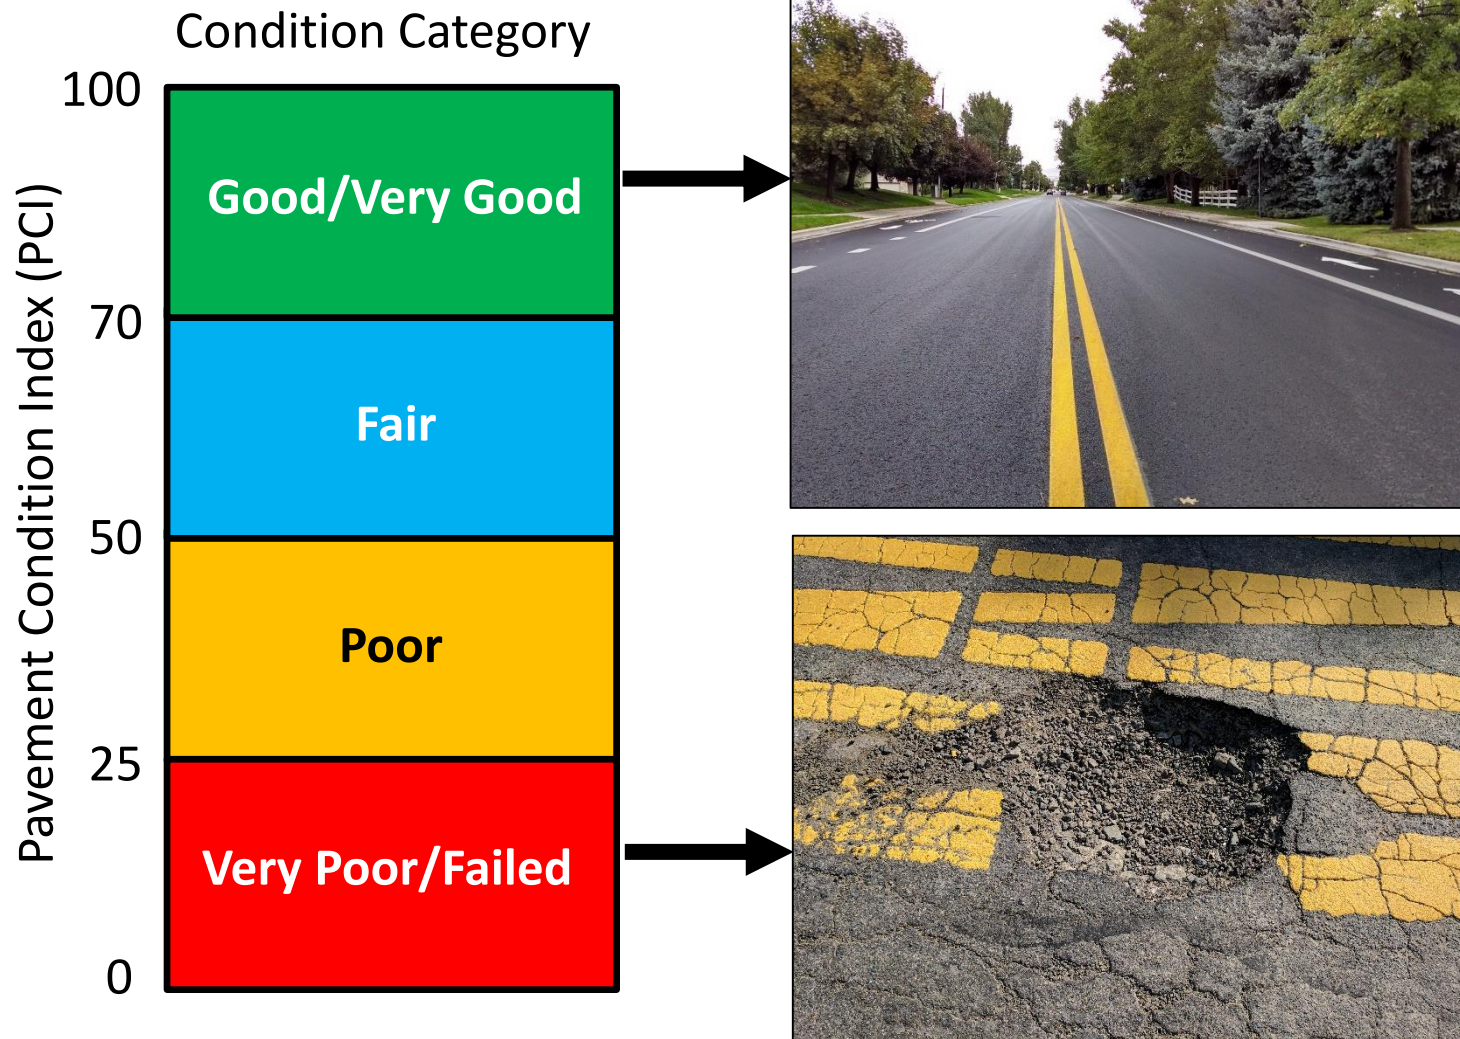 Condition Category
Pavement Condition Index (PCI)
100
Good/Very Good
70
Fair
50
Poor
25
Very Poor/Failed
0